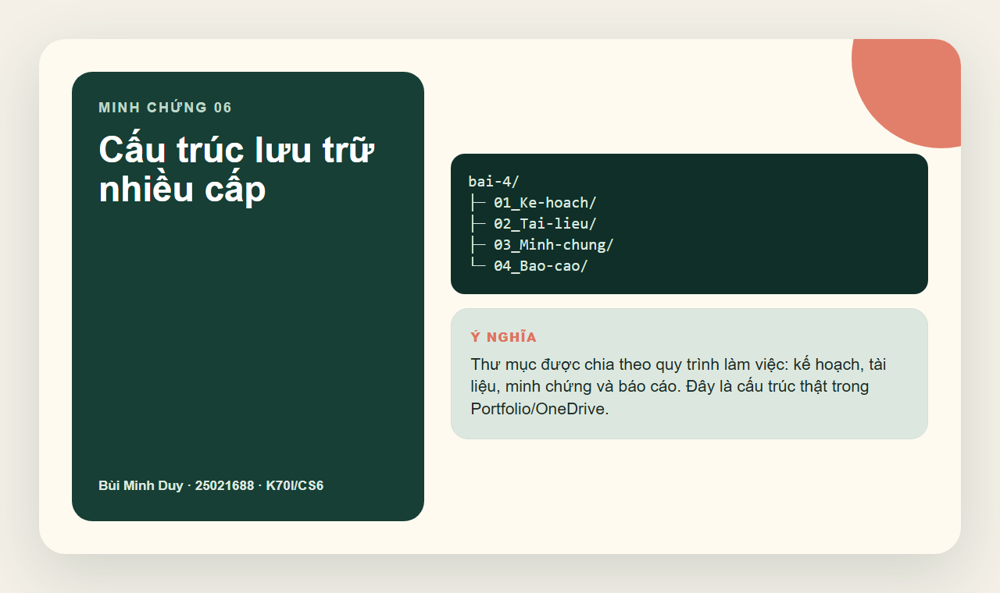 MINH CHỨNG 06
Cấu trúc lưu trữ
nhiều cấp
Bùi Minh Duy · 25021688 · K70I/CS6
bai-4/
├─ 01_Ke-hoach/
├─ 02_Tai-lieu/
├─ 03_Minh-chung/
└─ 04_Bao-cao/
Ý NGHĨA
Thư mục được chia theo quy trình làm việc: kế hoạch, tài
liệu, minh chứng và báo cáo. Đây là cấu trúc thật trong
Portfolio/OneDrive.